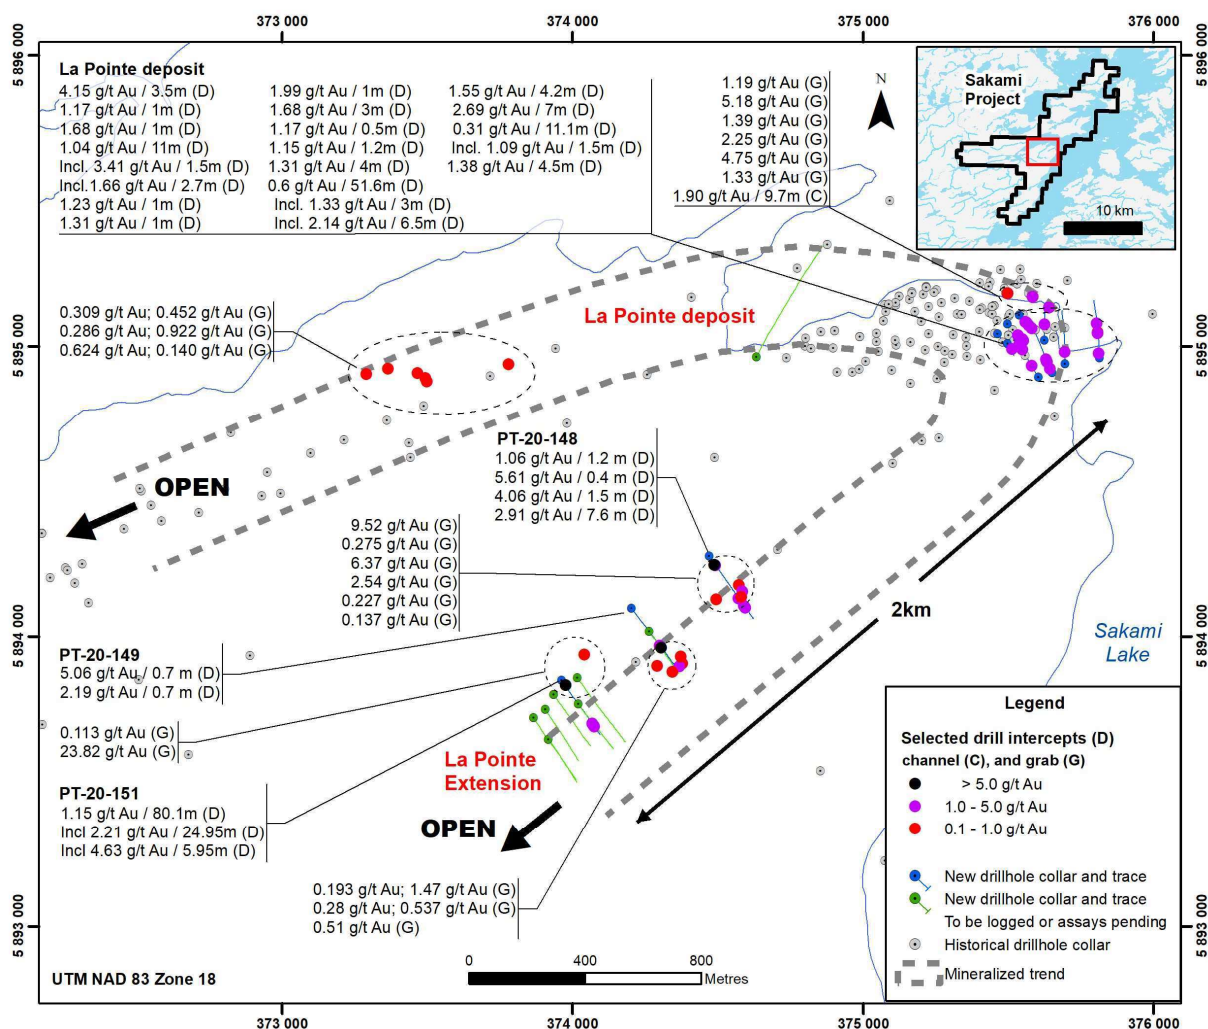 373 000
374 000
375 000
376 000
5 896 000
5 896 000
La Pointe deposit
4.15 g/t Au / 3.5m (D)
1.17 g/t Au / 1m (D)
1.68 g/t Au / 1m (D)
1.04 g/t Au / 11m (D)
Incl. 3.41 g/t Au / 1.5m (D)
Incl.1.66 g/t Au / 2.7m (D)
1.23 g/t Au / 1m (D)
1.31 g/t Au / 1m (D)
1.99 g/t Au / 1m (D)
1.68 g/t Au / 3m (D)
1.17 g/t Au / 0.5m (D)
1.15 g/t Au / 1.2m (D)
1.31 g/t Au / 4m (D)
0.6 g/t Au / 51.6m (D)
Incl. 1.33 g/t Au / 3m (D)
Incl. 2.14 g/t Au / 6.5m (D)
1.55 g/t Au / 4.2m (D)
2.69 g/t Au / 7m (D)
0.31 g/t Au / 11.1m (D)
Incl. 1.09 g/t Au / 1.5m (D)
1.38 g/t Au / 4.5m (D)
1.19 g/t Au (G)
5.18 g/t Au (G)
1.39 g/t Au (G)
2.25 g/t Au (G)
4.75 g/t Au (G)
1.33 g/t Au (G)
1.90 g/t Au / 9.7m (C)
N
Sakami
Project
10 km
0.309 g/t Au; 0.452 g/t Au (G)
0.286 g/t Au; 0.922 g/t Au (G)
0.624 g/t Au; 0.140 g/t Au (G)
La Pointe deposit
5 895 000
5 895 000
OPEN
PT-20-148
1.06 g/t Au / 1.2 m (D)
5.61 g/t Au / 0.4 m (D)
4.06 g/t Au / 1.5 m (D)
2.91 g/t Au / 7.6 m (D)
9.52 g/t Au (G)
0.275 g/t Au (G)
6.37 g/t Au (G)
2.54 g/t Au (G)
0.227 g/t Au (G)
0.137 g/t Au (G)
2km
5 894 000
5 894 000
Sakami
Lake
PT-20-149
5.06 g/t Au / 0.7 m (D)
2.19 g/t Au / 0.7 m (D)
0.113 g/t Au (G)
23.82 g/t Au (G)
La Pointe
Extension
PT-20-151
1.15 g/t Au / 80.1m (D)
Incl 2.21 g/t Au / 24.95m (D)
Incl 4.63 g/t Au / 5.95m (D)
OPEN
0.193 g/t Au; 1.47 g/t Au (G)
0.28 g/t Au; 0.537 g/t Au (G)
0.51 g/t Au (G)
Legend
Selected drill intercepts (D)
channel (C), and grab (G)
> 5.0 g/t Au
1.0 - 5.0 g/t Au
0.1 - 1.0 g/t Au
New drillhole collar and trace
New drillhole collar and trace
To be logged or assays pending
Historical drillhole collar
Mineralized trend
5 893 000
5 893 000
UTM NAD 83 Zone 18
0
400
800
Metres
373 000
374 000
375 000
376 000